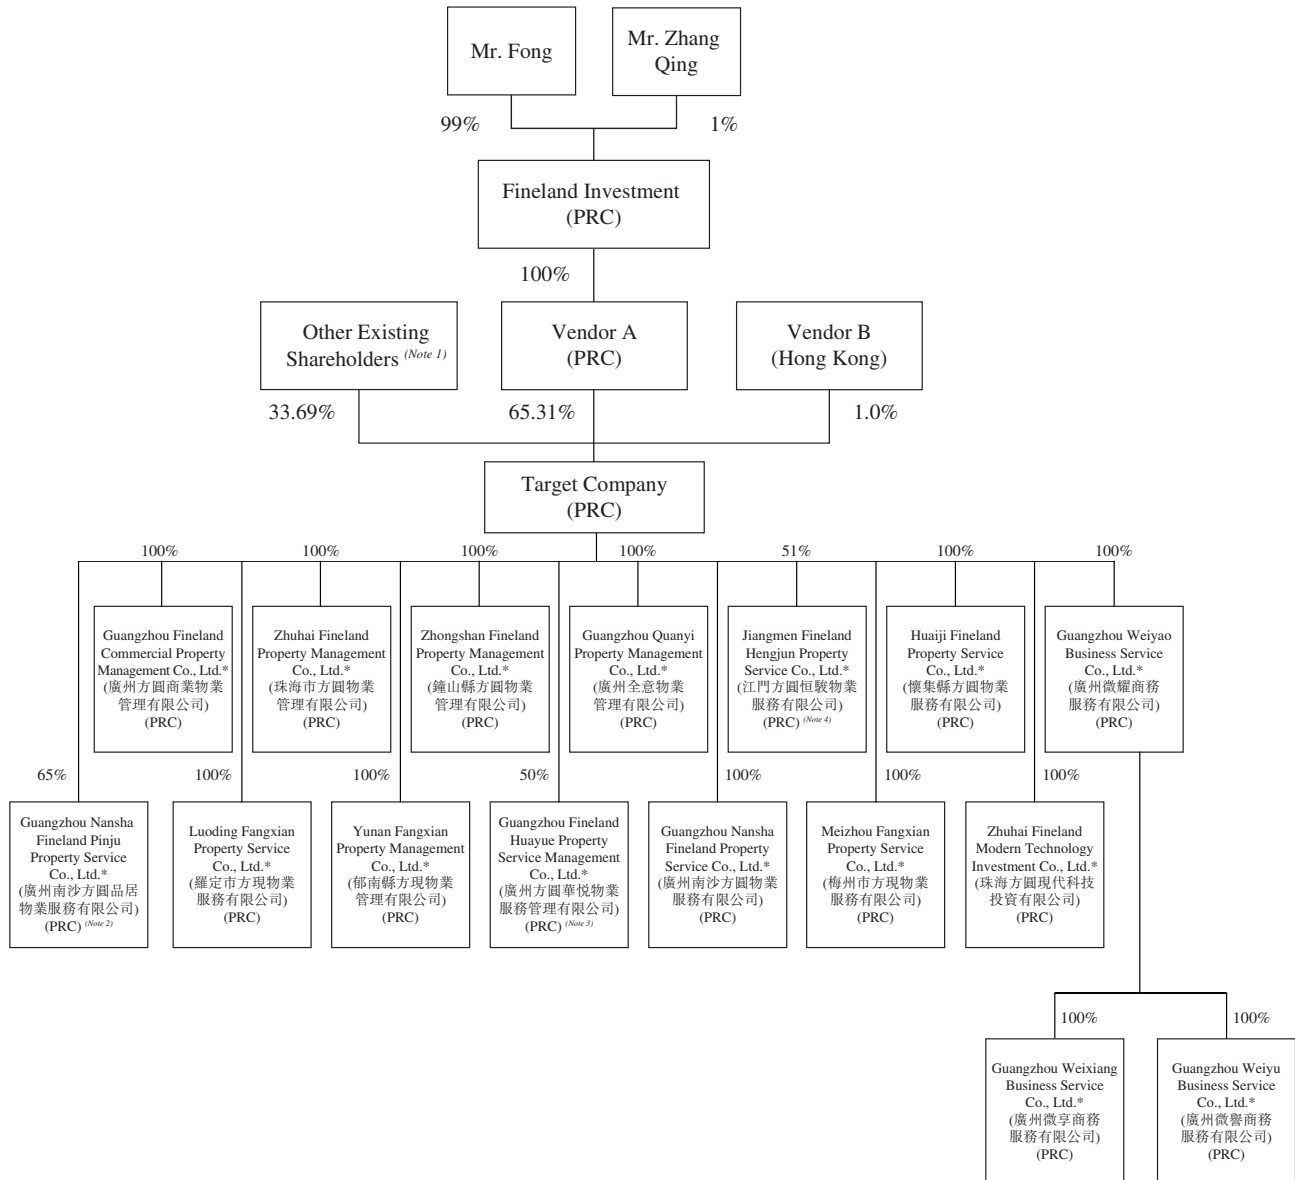 Mr. Fong
Mr. Zhang
Qing
99%
1%
Fineland Investment
(PRC)
100%
Other Existing
Shareholders (Note 1)
Vendor A
(PRC)
Vendor B
(Hong Kong)
33.69%
65.31%
1.0%
Target Company
(PRC)
100%
100%
100%
100%
51%
100%
100%
Guangzhou Fineland
Commercial Property
Management Co., Ltd.*
(廣州方圓商業物業
管理有限公司)
(PRC)
Zhuhai Fineland
Property Management
Co., Ltd.*
(珠海市方圓物業
管理有限公司)
(PRC)
Zhongshan Fineland
Property Management
Co., Ltd.*
(鐘山縣方圓物業
管理有限公司)
(PRC)
Guangzhou Quanyi
Property Management
Co., Ltd.*
(廣州全意物業
管理有限公司)
(PRC)
Jiangmen Fineland
Hengjun Property
Service Co., Ltd.*
(江門方圓恒駿物業
服務有限公司)
(PRC) (Note 4)
Huaiji Fineland
Property Service
Co., Ltd.*
(懷集縣方圓物業
服務有限公司)
(PRC)
Guangzhou Weiyao
Business Service
Co., Ltd.*
(廣州微耀商務
服務有限公司)
(PRC)
65%
100%
100%
50%
100%
100%
100%
Guangzhou Nansha
Fineland Pinju
Property Service
Co., Ltd.*
(廣州南沙方圓品居
物業服務有限公司)
(PRC) (Note 2)
Luoding Fangxian
Property Service
Co., Ltd.*
(羅定市方現物業
服務有限公司)
(PRC)
Yunan Fangxian
Property Management
Co., Ltd.*
(郁南縣方現物業
管理有限公司)
(PRC)
Guangzhou Fineland
Huayue Property
Service Management
Co., Ltd.*
(廣州方圓華悦物業
服務管理有限公司)
(PRC) (Note 3)
Guangzhou Nansha
Fineland Property
Service Co., Ltd.*
(廣州南沙方圓物業
服務有限公司)
(PRC)
Meizhou Fangxian
Property Service
Co., Ltd.*
(梅州市方現物業
服務有限公司)
(PRC)
Zhuhai Fineland
Modern Technology
Investment Co., Ltd.*
(珠海方圓現代科技
投資有限公司)
(PRC)
100%
100%
Guangzhou Weixiang
Business Service
Co., Ltd.*
(廣州微享商務
服務有限公司)
(PRC)
Guangzhou Weiyu
Business Service
Co., Ltd.*
(廣州微譽商務
服務有限公司)
(PRC)